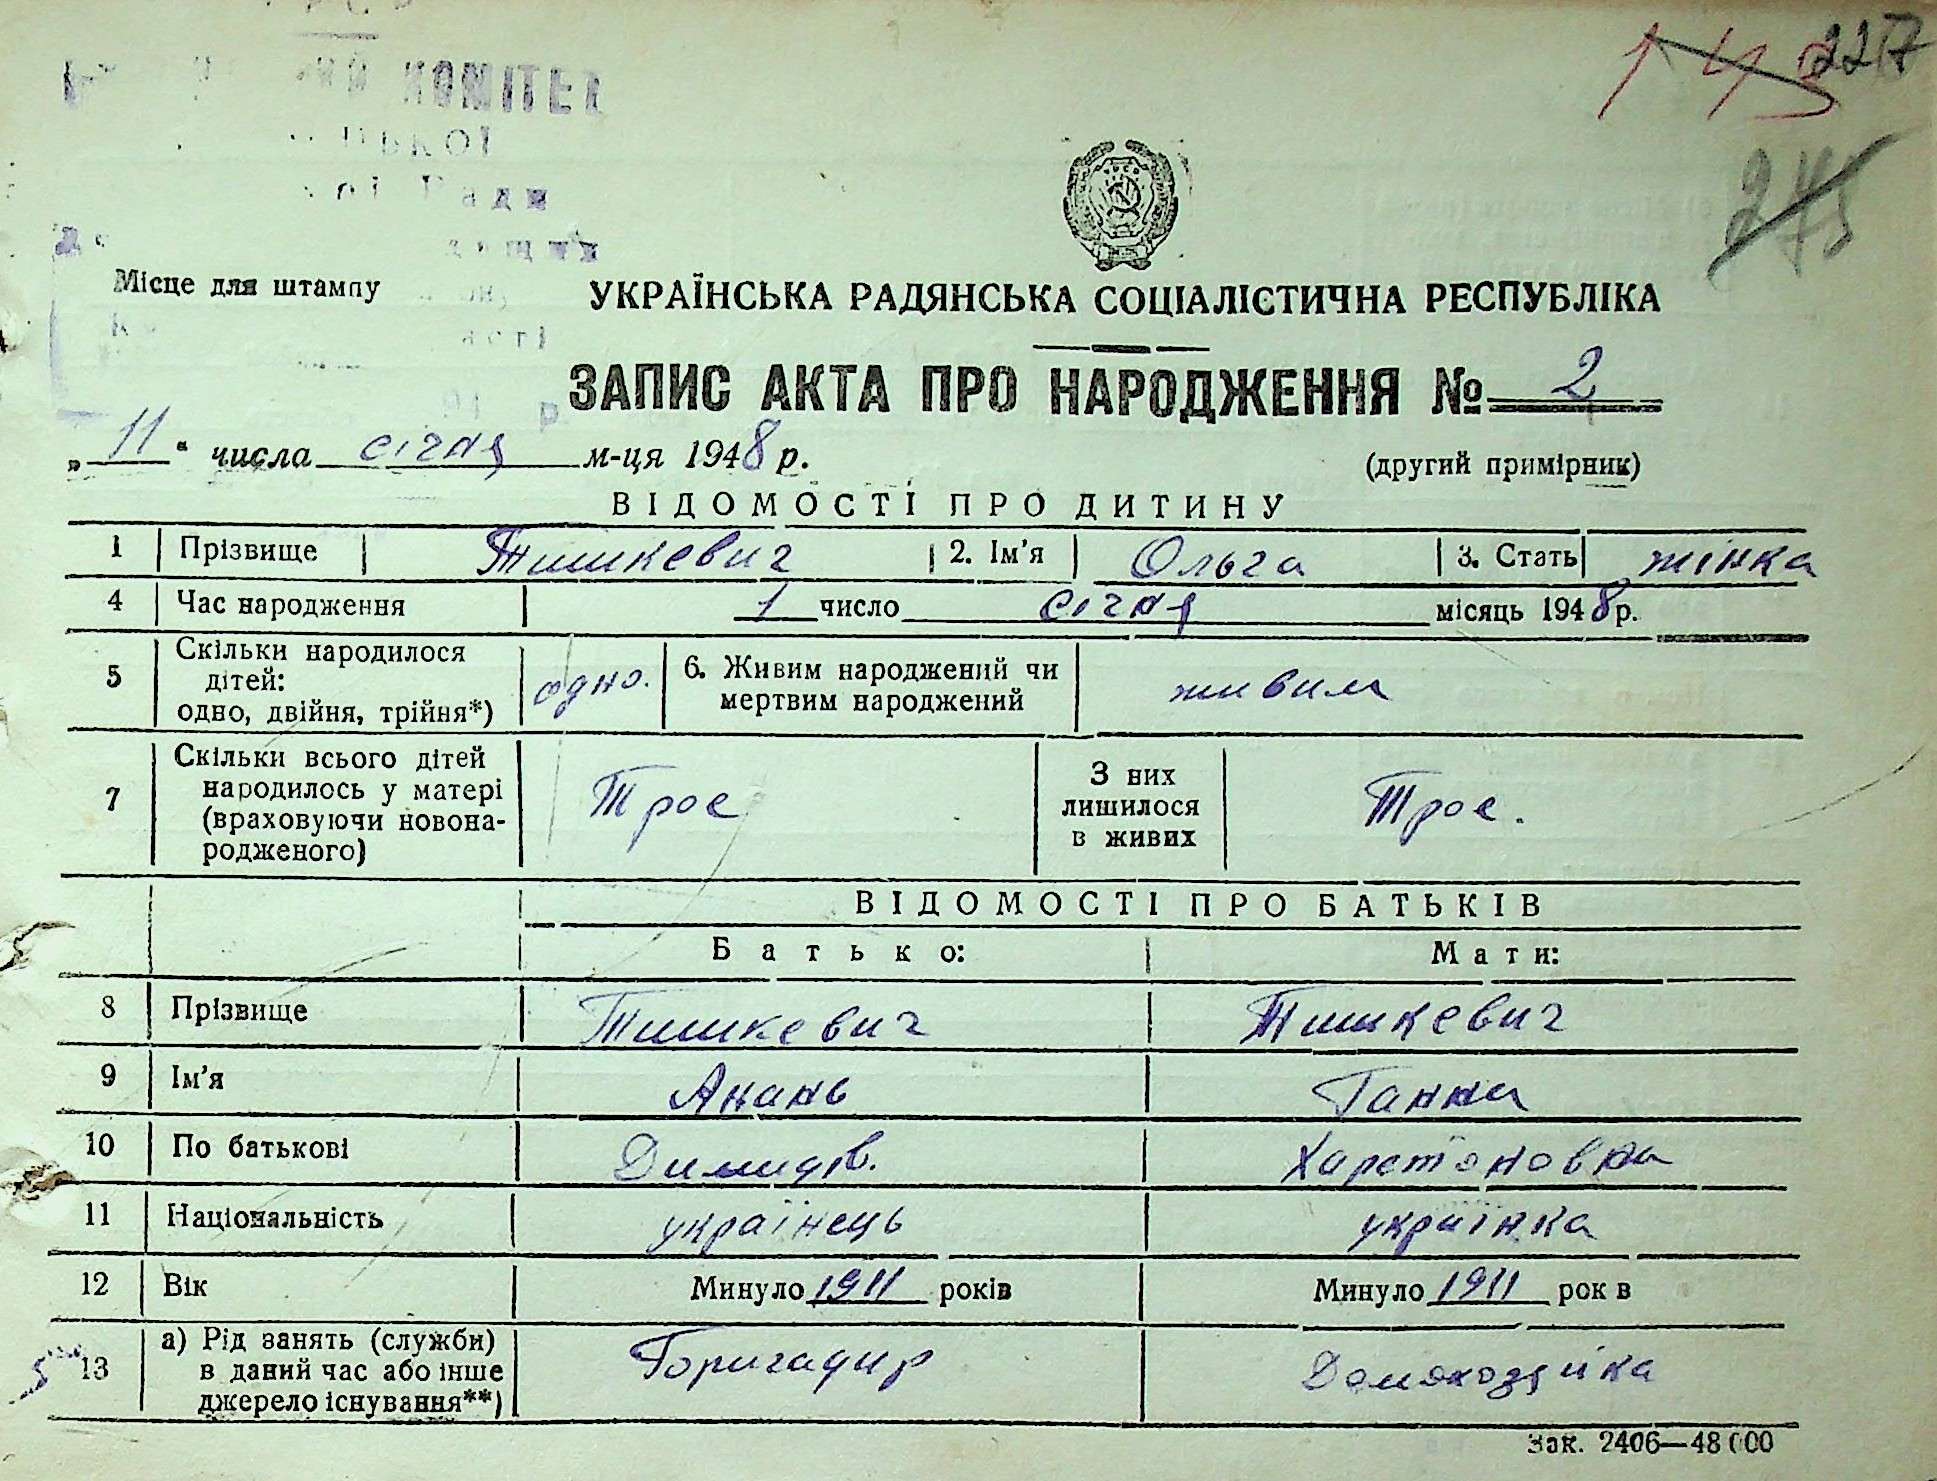 КОМІТЕТ
Місце для штампу
УКРАЇНСЬКА РАДЯНСЬКА СОЦІАЛІСТИЧНА РЕСПУБЛІКА
ЗАПИС АКТА ПРО НАРОДЖЕННЯ № 2
„ 11 " числа січня м-ця 1948 р.
(другий примірник)
ВІДОМОСТІ ПРО ДИТИНУ
1 Прізвище Тишкевич 2. Ім'я Ольга 3. Стать жінка
4 Час народження 1 число січня місяць 1948 р.
5 Скільки народилося дітей: одно, двійня, трійня*) одно. 6. Живим народжений чи мертвим народжений живим
7 Скільки всього дітей народилось у матері (враховуючи новонародженого) Троє З них лишилося в живих Троє.
ВІДОМОСТІ ПРО БАТЬКІВ
Батько: Мати:
8 Прізвище Тишкевич Тишкевич
9 Ім'я Анань Ганна
10 По батькові Димидів. Харетоновна
11 Національність українець українка
12 Вік Минуло 1911 років Минуло 1911 рок в
13 а) Рід занять (служби) в даний час або інше джерело існування**) Боригадир Домохозяйка
Зак. 2406—48 000